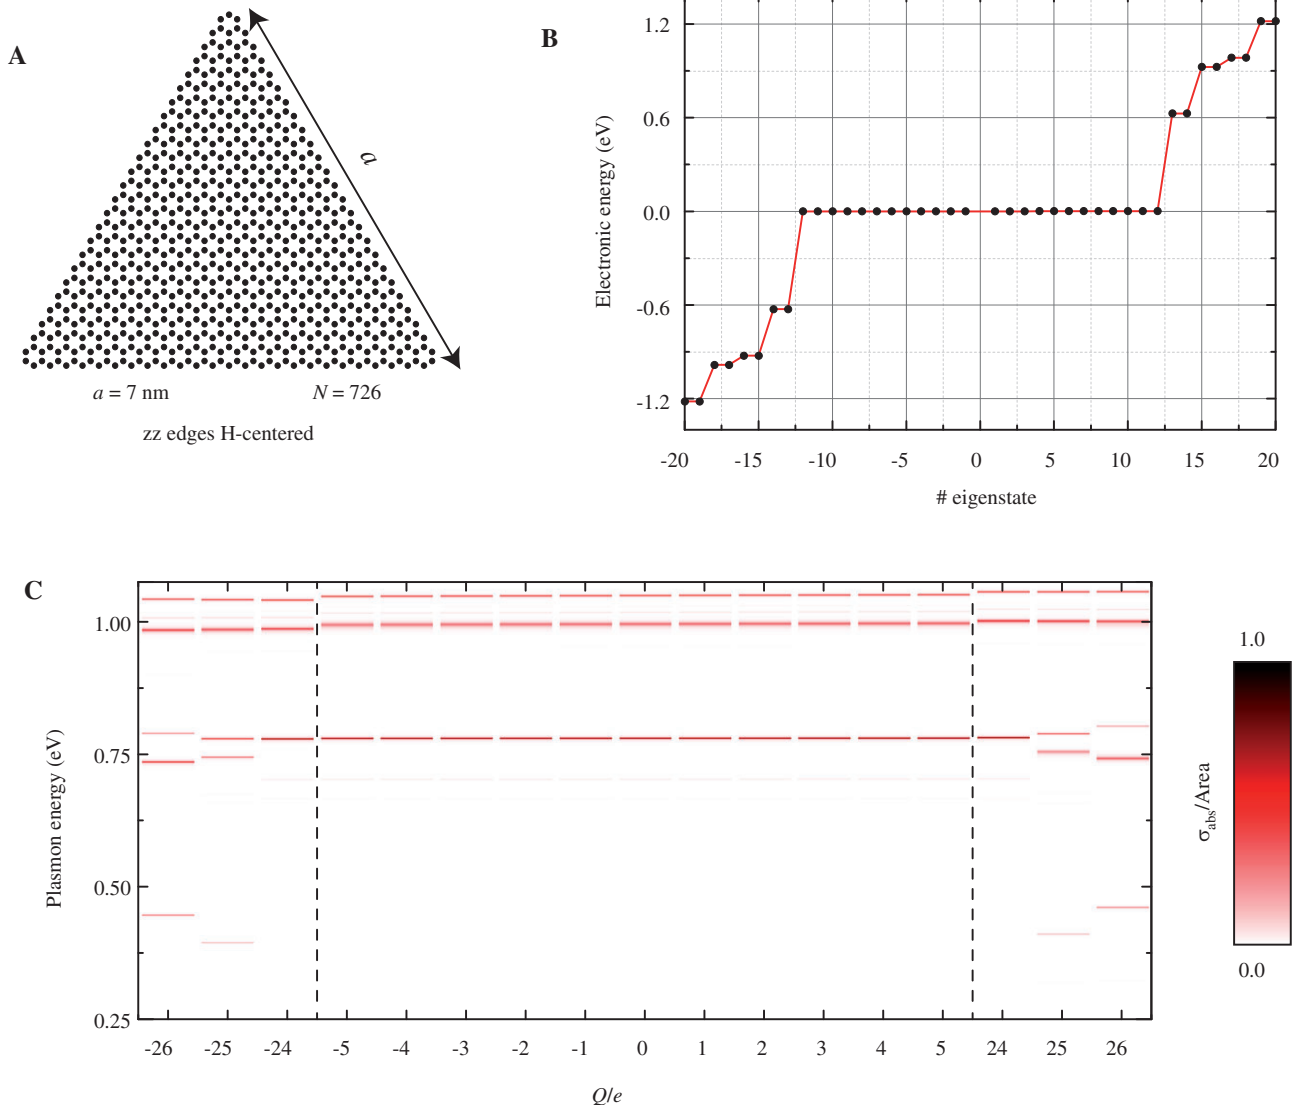 A
a
a = 7 nm N = 726
zz edges H-centered
B
Electronic energy (eV)
1.2
0.6
0.0
-0.6
-1.2
-20 -15 -10 -5 0 5 10 15 20
# eigenstate
C
Plasmon energy (eV)
1.00
0.75
0.50
0.25
-26 -25 -24 -5 -4 -3 -2 -1 0 1 2 3 4 5 24 25 26
Q/e
1.0
σabs/Area
0.0